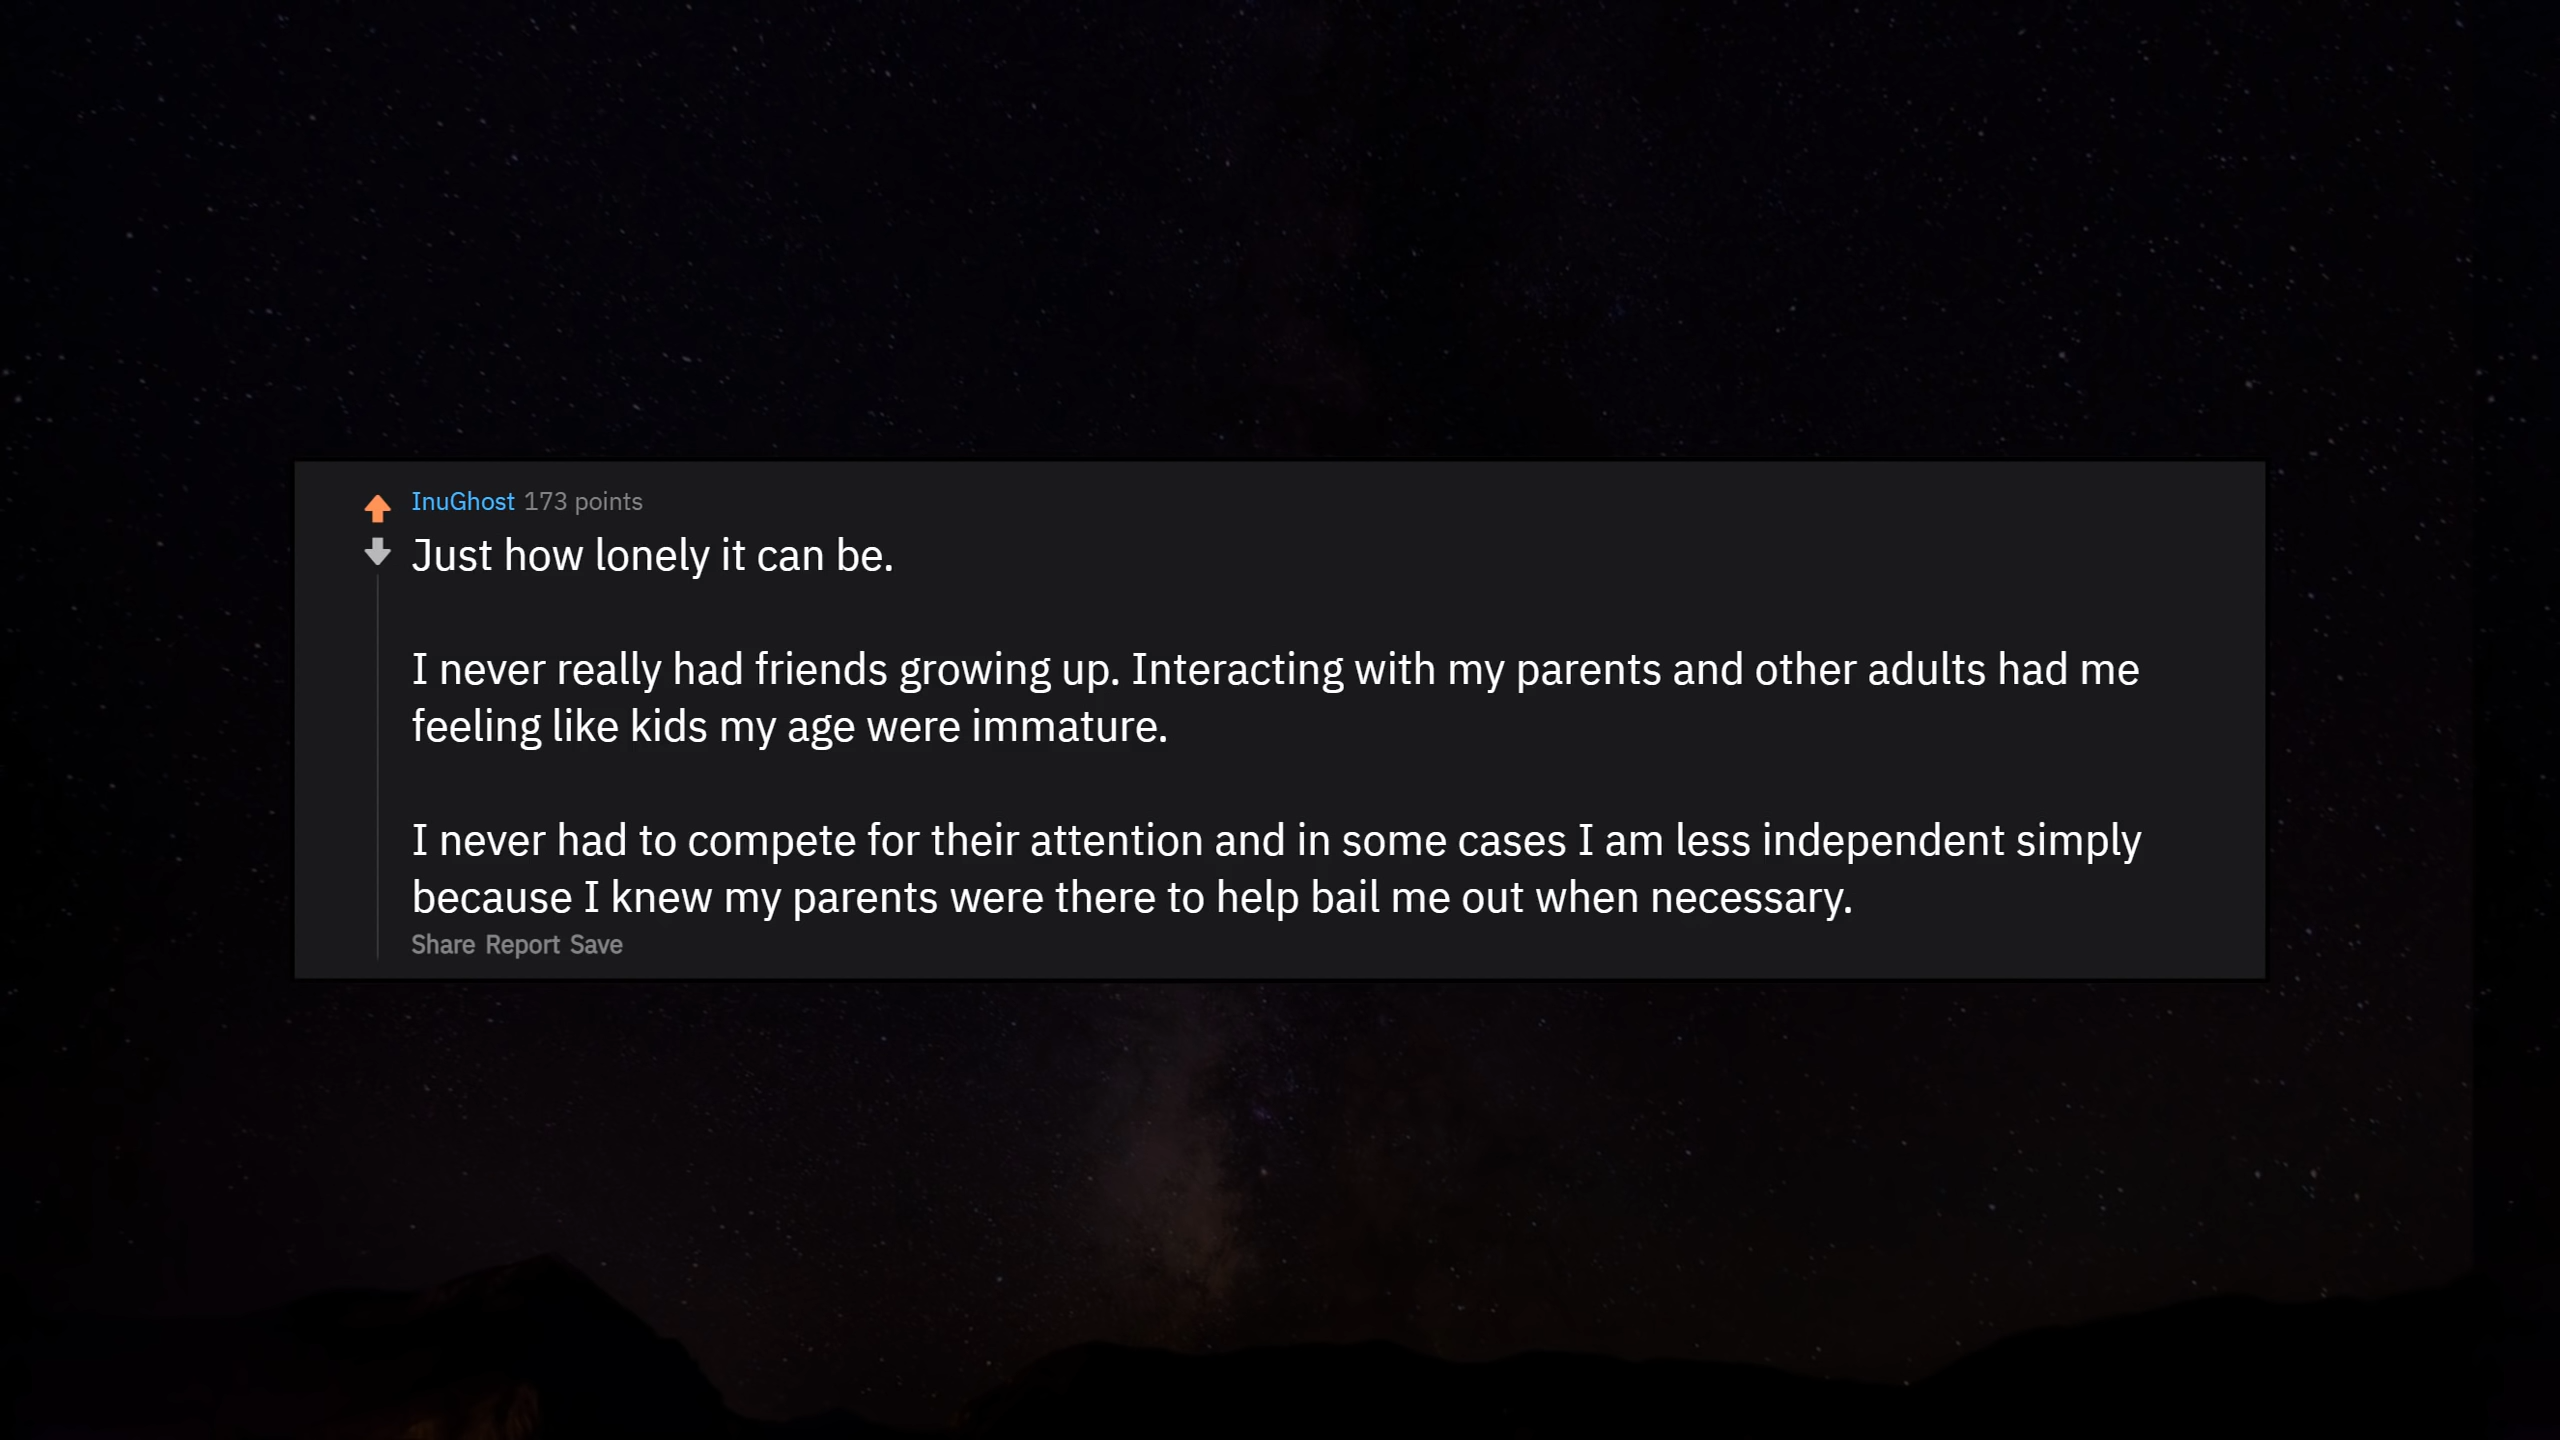 InuGhost 173 points
Just how lonely it can be.
I never really had friends growing up. Interacting with my parents and other adults had me
feeling like kids my age were immature.
I never had to compete for their attention and in some cases I am less independent simply
because I knew my parents were there to help bail me out when necessary.
Share Report Save